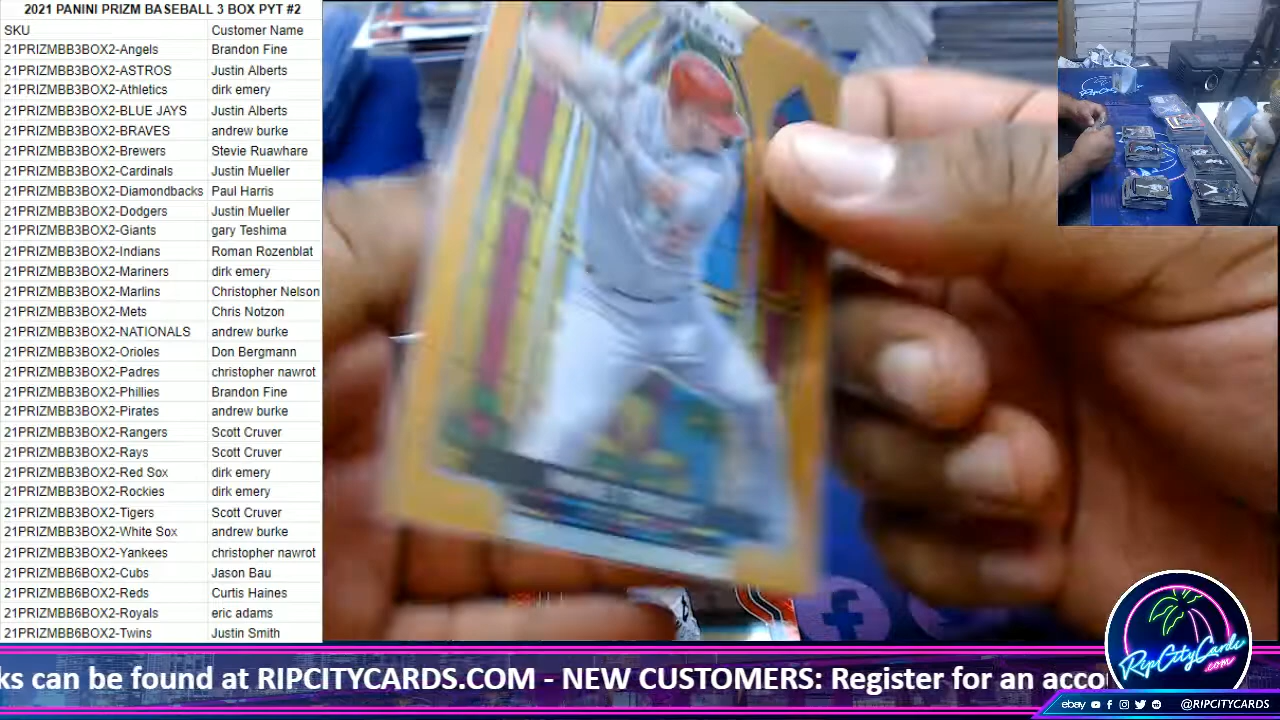 2021 PANINI PRIZM BASEBALL 3 BOX PYT #2
SKU Customer Name
21PRIZMBB3BOX2-Angels Brandon Fine
21PRIZMBB3BOX2-ASTROS Justin Alberts
21PRIZMBB3BOX2-Athletics dirk emery
21PRIZMBB3BOX2-BLUE JAYS Justin Alberts
21PRIZMBB3BOX2-BRAVES andrew burke
21PRIZMBB3BOX2-Brewers Stevie Ruawhare
21PRIZMBB3BOX2-Cardinals Justin Mueller
21PRIZMBB3BOX2-Diamondbacks Paul Harris
21PRIZMBB3BOX2-Dodgers Justin Mueller
21PRIZMBB3BOX2-Giants gary Teshima
21PRIZMBB3BOX2-Indians Roman Rozenblat
21PRIZMBB3BOX2-Mariners dirk emery
21PRIZMBB3BOX2-Marlins Christopher Nelson
21PRIZMBB3BOX2-Mets Chris Notzon
21PRIZMBB3BOX2-NATIONALS andrew burke
21PRIZMBB3BOX2-Orioles Don Bergmann
21PRIZMBB3BOX2-Padres christopher nawrot
21PRIZMBB3BOX2-Phillies Brandon Fine
21PRIZMBB3BOX2-Pirates andrew burke
21PRIZMBB3BOX2-Rangers Scott Cruver
21PRIZMBB3BOX2-Rays Scott Cruver
21PRIZMBB3BOX2-Red Sox dirk emery
21PRIZMBB3BOX2-Rockies dirk emery
21PRIZMBB3BOX2-Tigers Scott Cruver
21PRIZMBB3BOX2-White Sox andrew burke
21PRIZMBB3BOX2-Yankees christopher nawrot
21PRIZMBB6BOX2-Cubs Jason Bau
21PRIZMBB6BOX2-Reds Curtis Haines
21PRIZMBB6BOX2-Royals eric adams
21PRIZMBB6BOX2-Twins Justin Smith
ks can be found at RIPCITYCARDS.COM - NEW CUSTOMERS: Register for an acco
RipCityCards
.com
ebay @RIPCITYCARDS